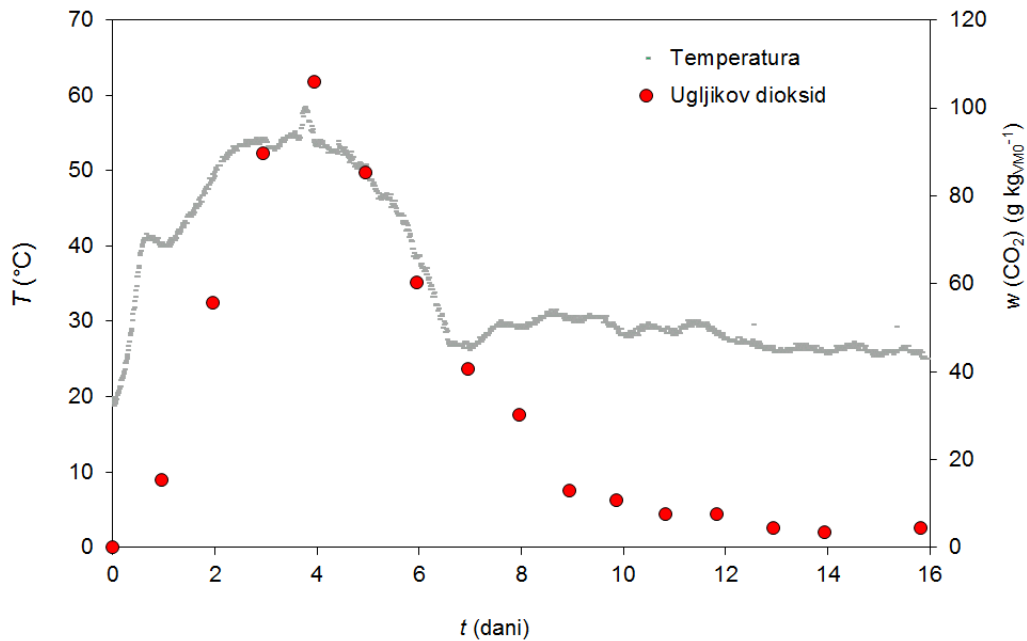 70
60
50
40
30
20
10
0
T (°C)
120
100
80
60
40
20
0
w (CO₂) (g kg_VM0⁻¹)
Temperatura
Ugljikov dioksid
0 2 4 6 8 10 12 14 16
t (dani)